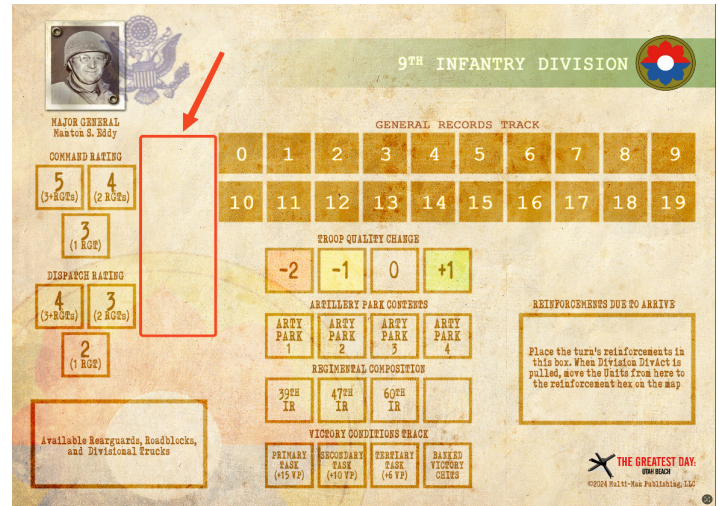 9TH INFANTRY DIVISION
MAJOR GENERAL
Manton S. Eddy
GENERAL RECORDS TRACK
0 1 2 3 4 5 6 7 8 9
10 11 12 13 14 15 16 17 18 19
COMMAND RATING
5
(3+RGTs)
4
(2 RGTs)
3
(1 RGT)
DISPATCH RATING
4
(3+RGTs)
3
(2 RGTs)
2
(1 RGT)
TROOP QUALITY CHANGE
-2 -1 0 +1
ARTILLERY PARK CONTENTS
ARTY
PARK
1
ARTY
PARK
2
ARTY
PARK
3
ARTY
PARK
4
REGIMENTAL COMPOSITION
39TH
IR
47TH
IR
60TH
IR
VICTORY CONDITIONS TRACK
PRIMARY
TASK
(+15 VP)
SECONDARY
TASK
(+10 VP)
TERTIARY
TASK
(+6 VP)
BANKED
VICTORY
CHITS
REINFORCEMENTS DUE TO ARRIVE
Place the turn's reinforcements in
this box. When Division DivAct is
pulled, move the Units from here to
the reinforcement hex on the map
Available Rearguards, Roadblocks,
and Divisional Trucks
THE GREATEST DAY:
UTAH BEACH
©2024 Multi-Man Publishing, LLC